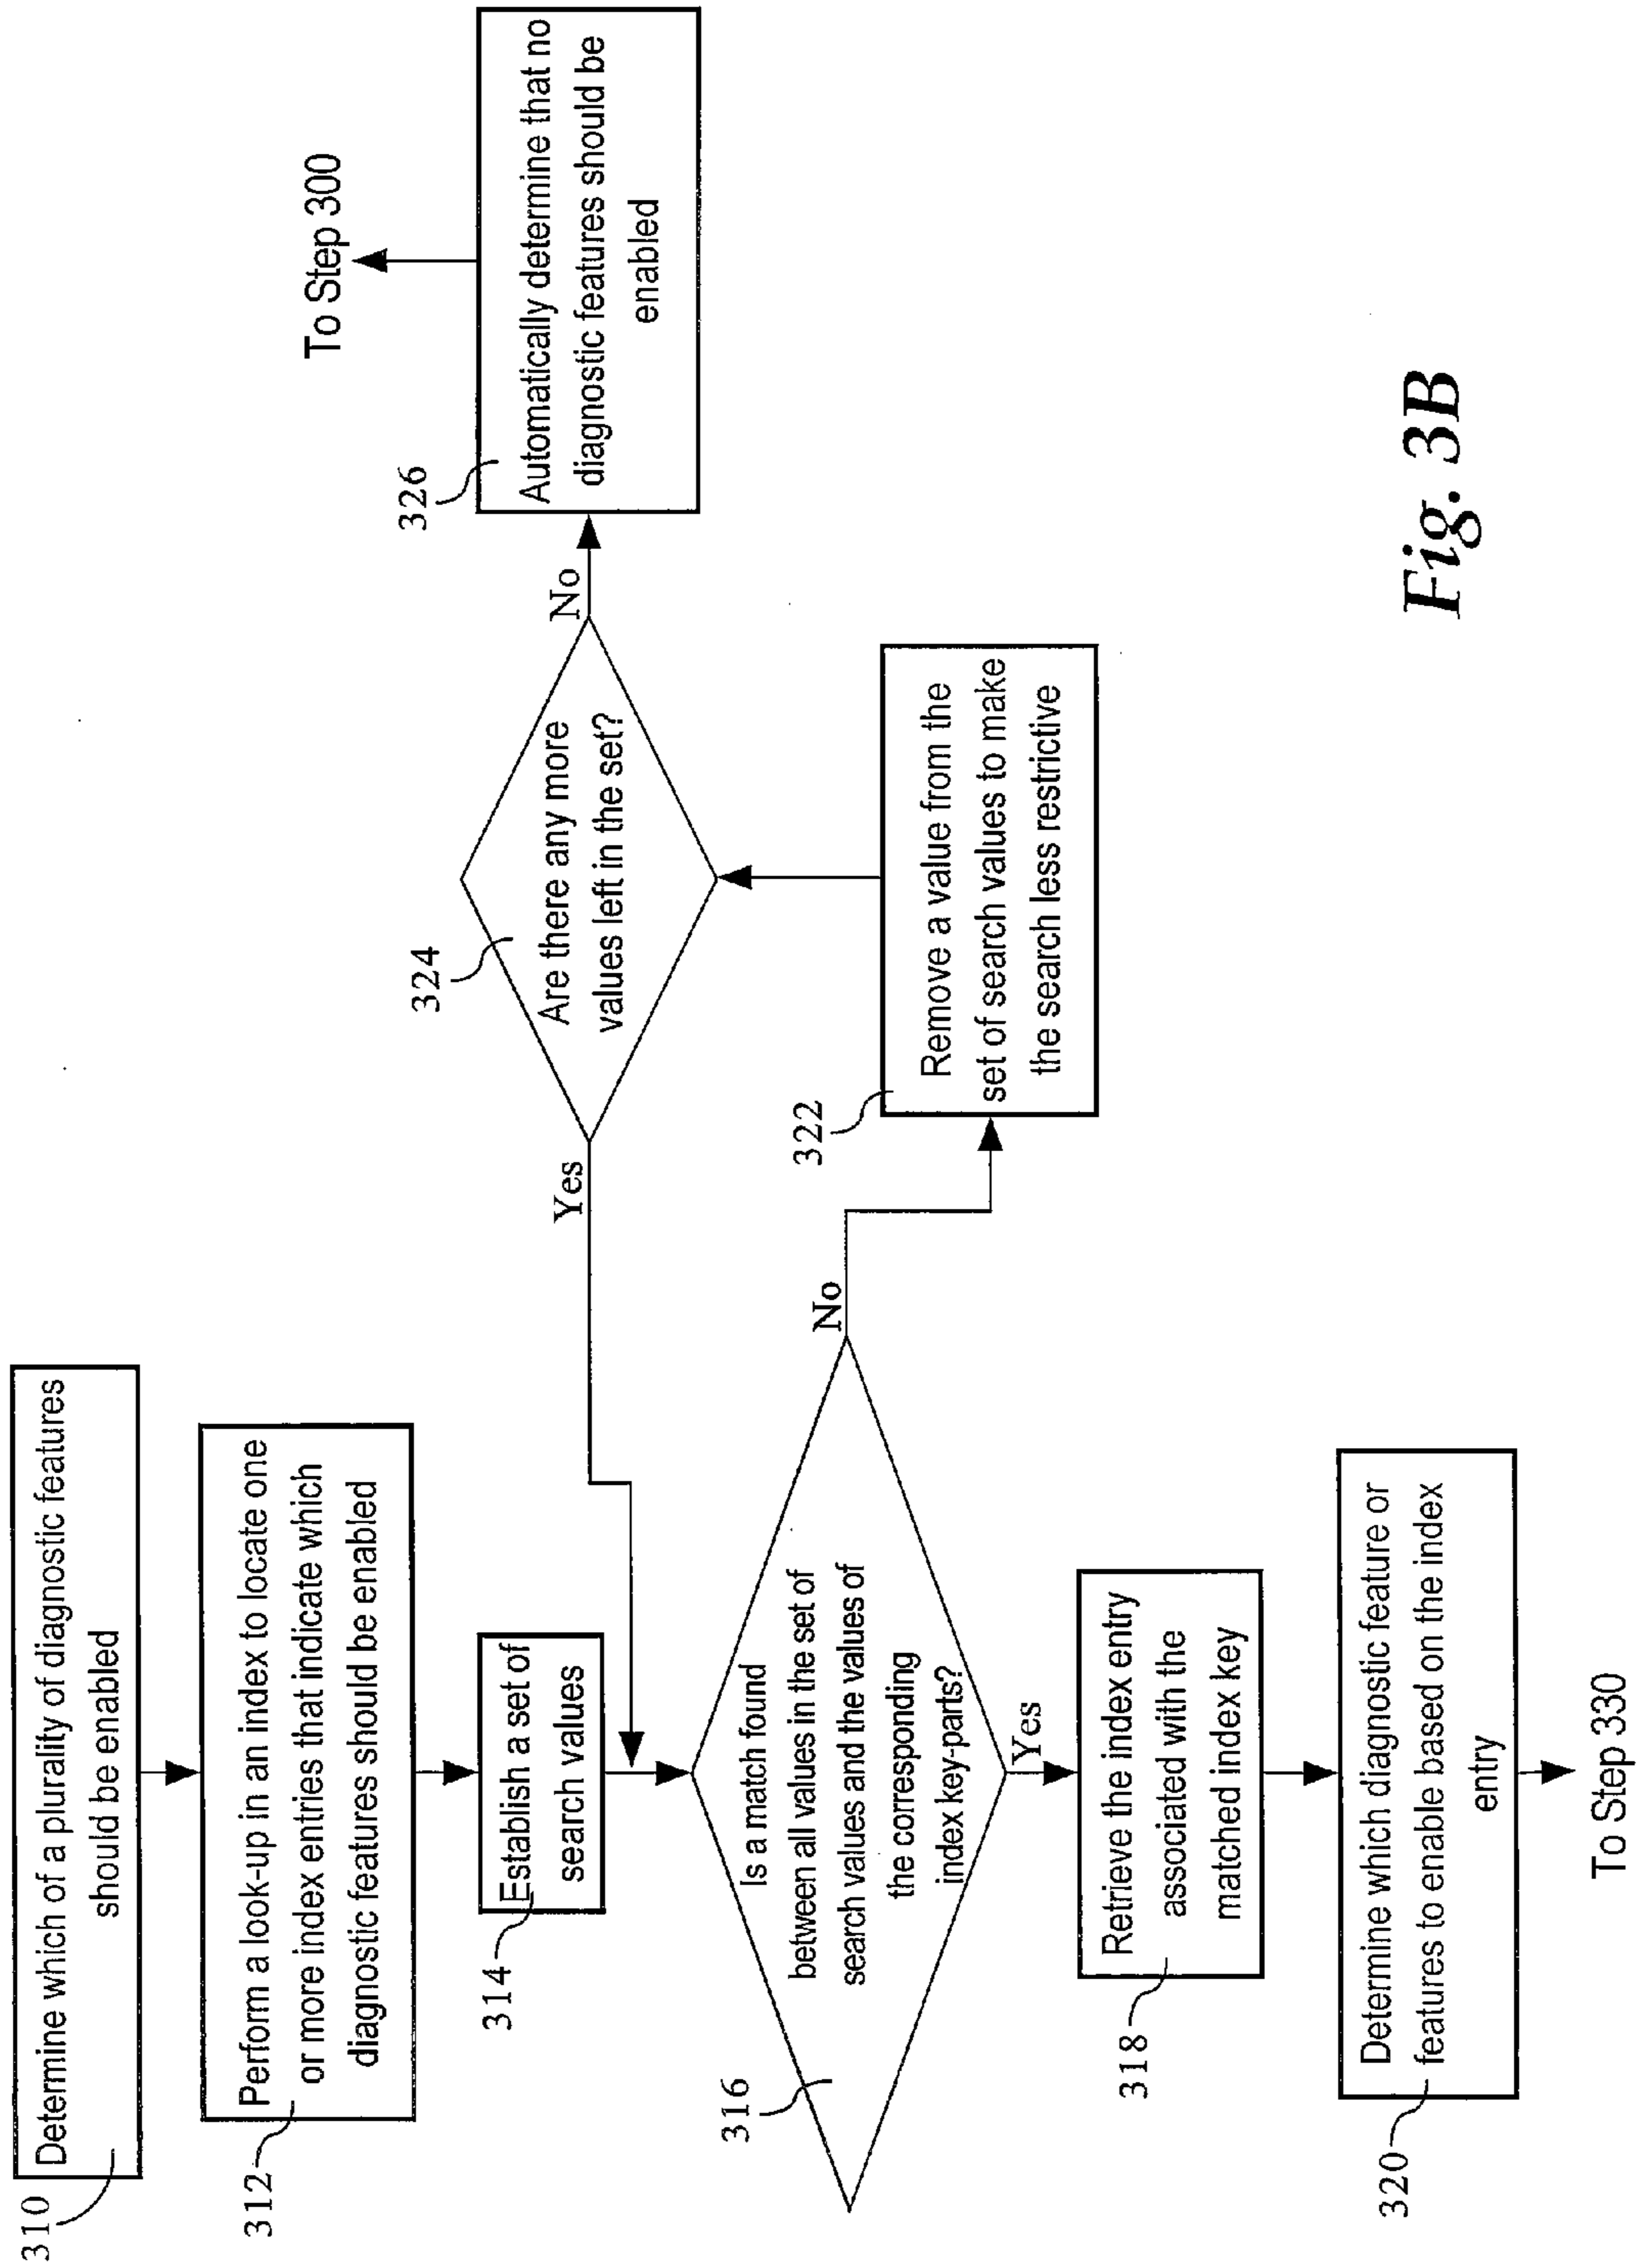 310
Determine which of a plurality of diagnostic features
should be enabled
312
Perform a look-up in an index to locate one
or more index entries that indicate which
diagnostic features should be enabled
314
Establish a set of
search values
316
Is a match found
between all values in the set of
search values and the values of
the corresponding
index key-parts?
Yes
No
318
Retrieve the index entry
associated with the
matched index key
320
Determine which diagnostic feature or
features to enable based on the index
entry
To Step 330
322
Remove a value from the
set of search values to make
the search less restrictive
324
Are there any more
values left in the set?
Yes
No
326
Automatically determine that no
diagnostic features should be
enabled
To Step 300
Fig. 3B